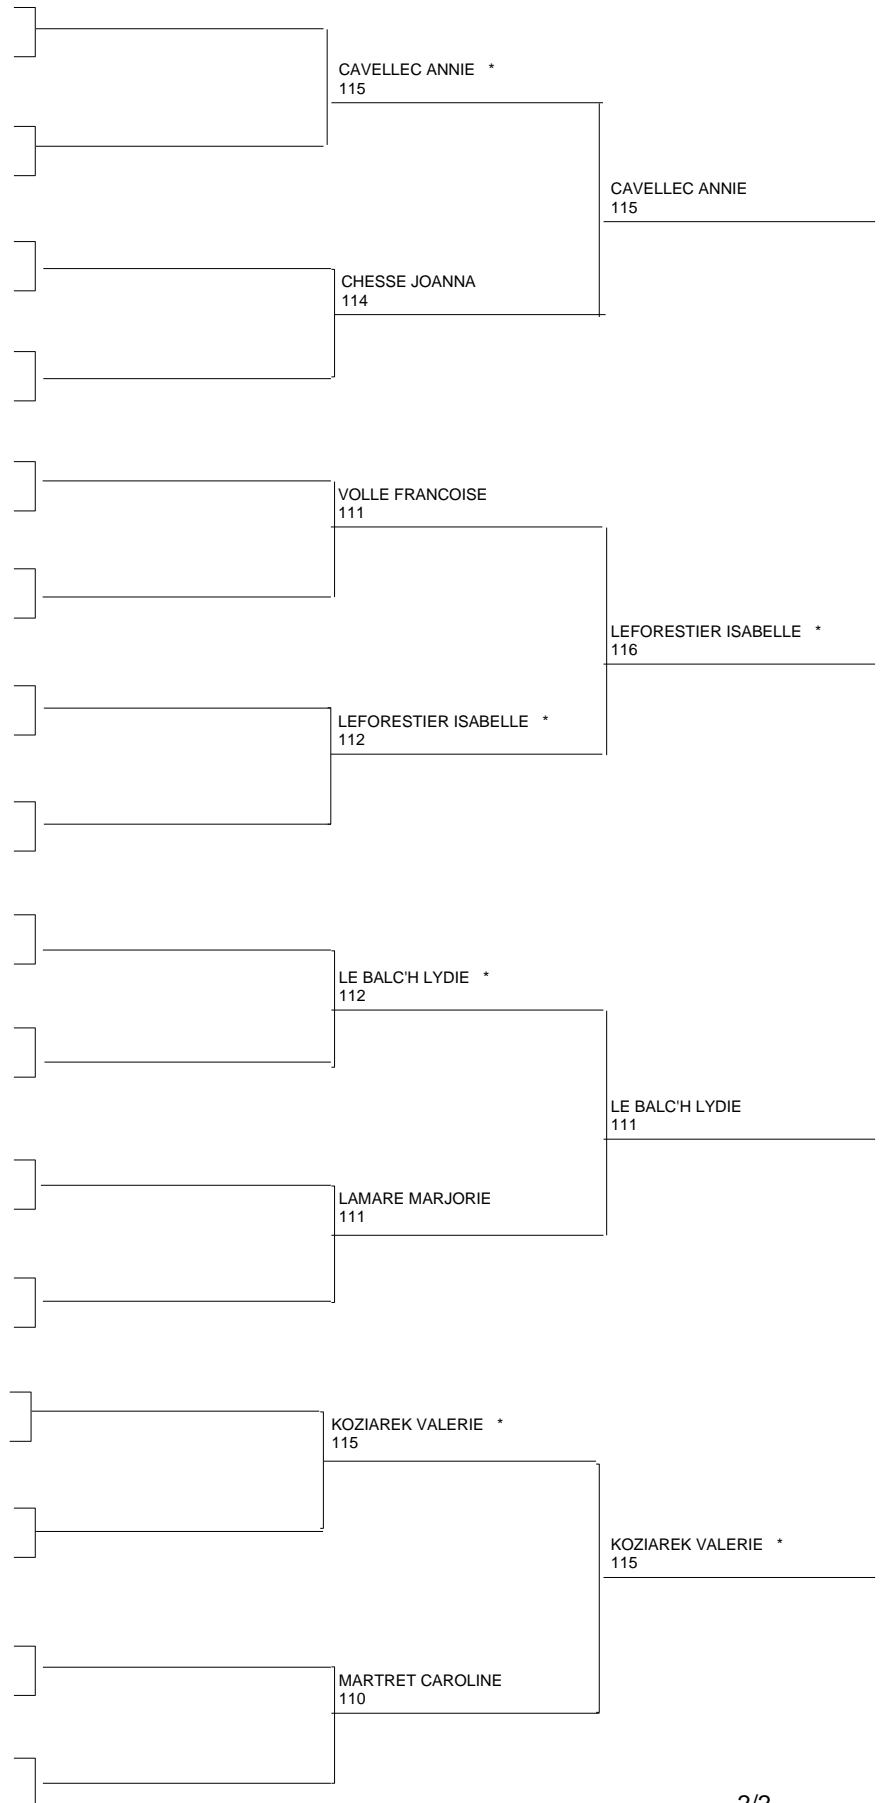 CAVELLEC ANNIE *
115
CAVELLEC ANNIE
115
CHESSE JOANNA
114
VOLLE FRANCOISE
111
LEFORESTIER ISABELLE *
116
LEFORESTIER ISABELLE *
112
LE BALC'H LYDIE *
112
LE BALC'H LYDIE
111
LAMARE MARJORIE
111
KOZIAREK VALERIE *
115
KOZIAREK VALERIE *
115
MARTRET CAROLINE
110